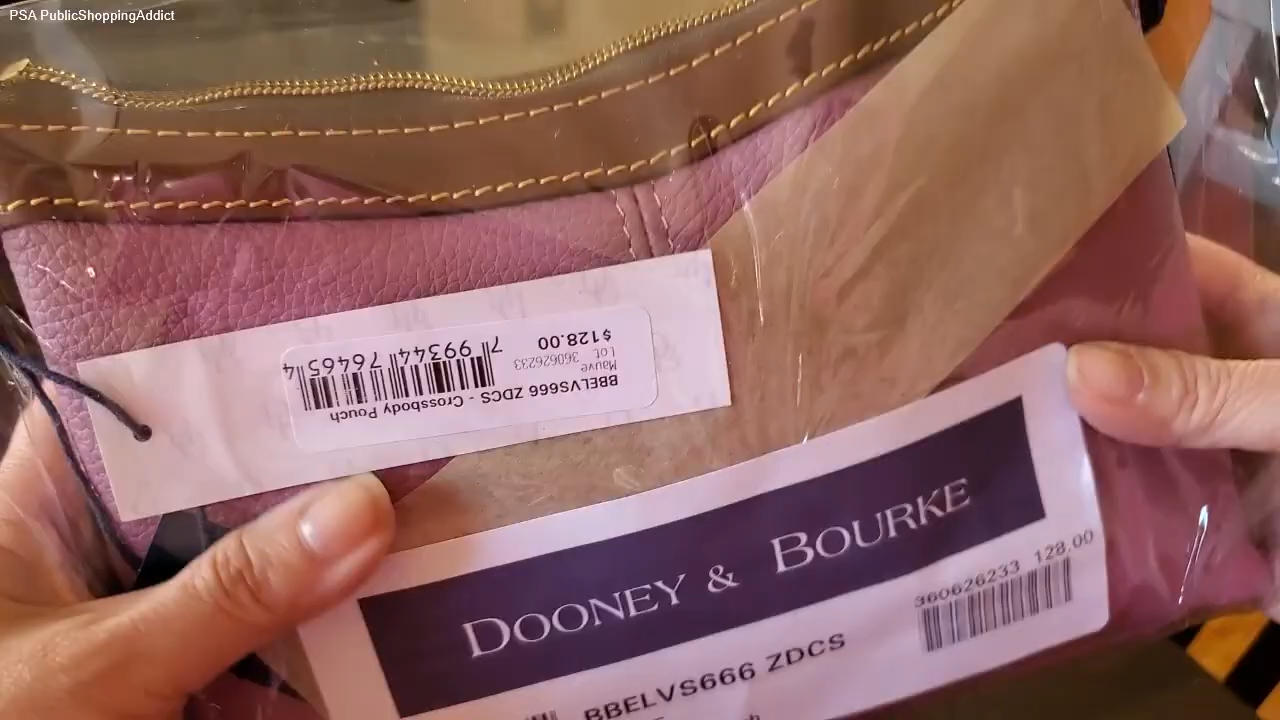 PSA PublicShoppingAddict
BBELVS666 ZDCS - Crossbody Pouch
Mauve
Lot 360626233
7 99344 76465 4
$128.00
DOONEY & BOURKE
360626233 128.00
BBELVS666 ZDCS